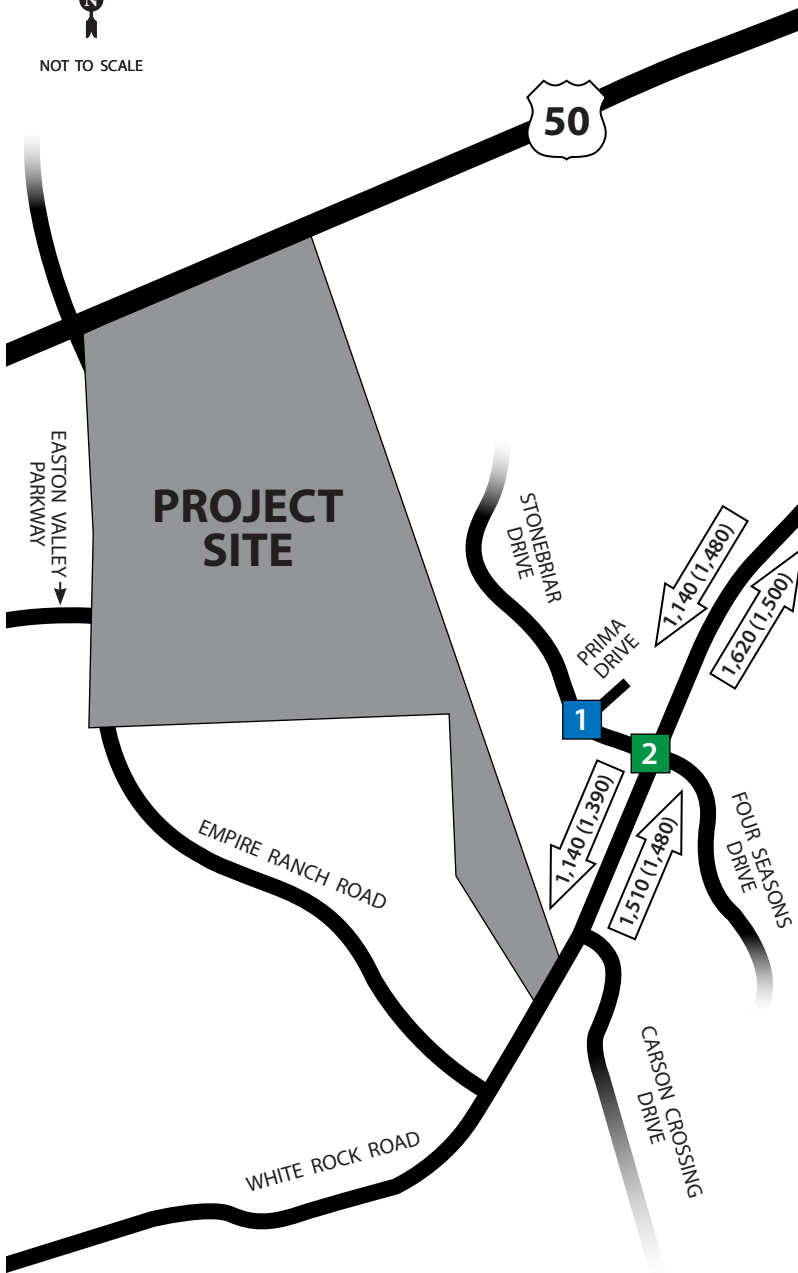 N
NOT TO SCALE
50
EASTON VALLEY
PARKWAY
PROJECT
SITE
STONEBRIAR
DRIVE
PRIMA
DRIVE
1,140 (1,480)
1,620 (1,500)
1
2
1,140 (1,390)
1,510 (1,480)
FOUR SEASONS
DRIVE
EMPIRE RANCH ROAD
CARSON CROSSING
DRIVE
WHITE ROCK ROAD